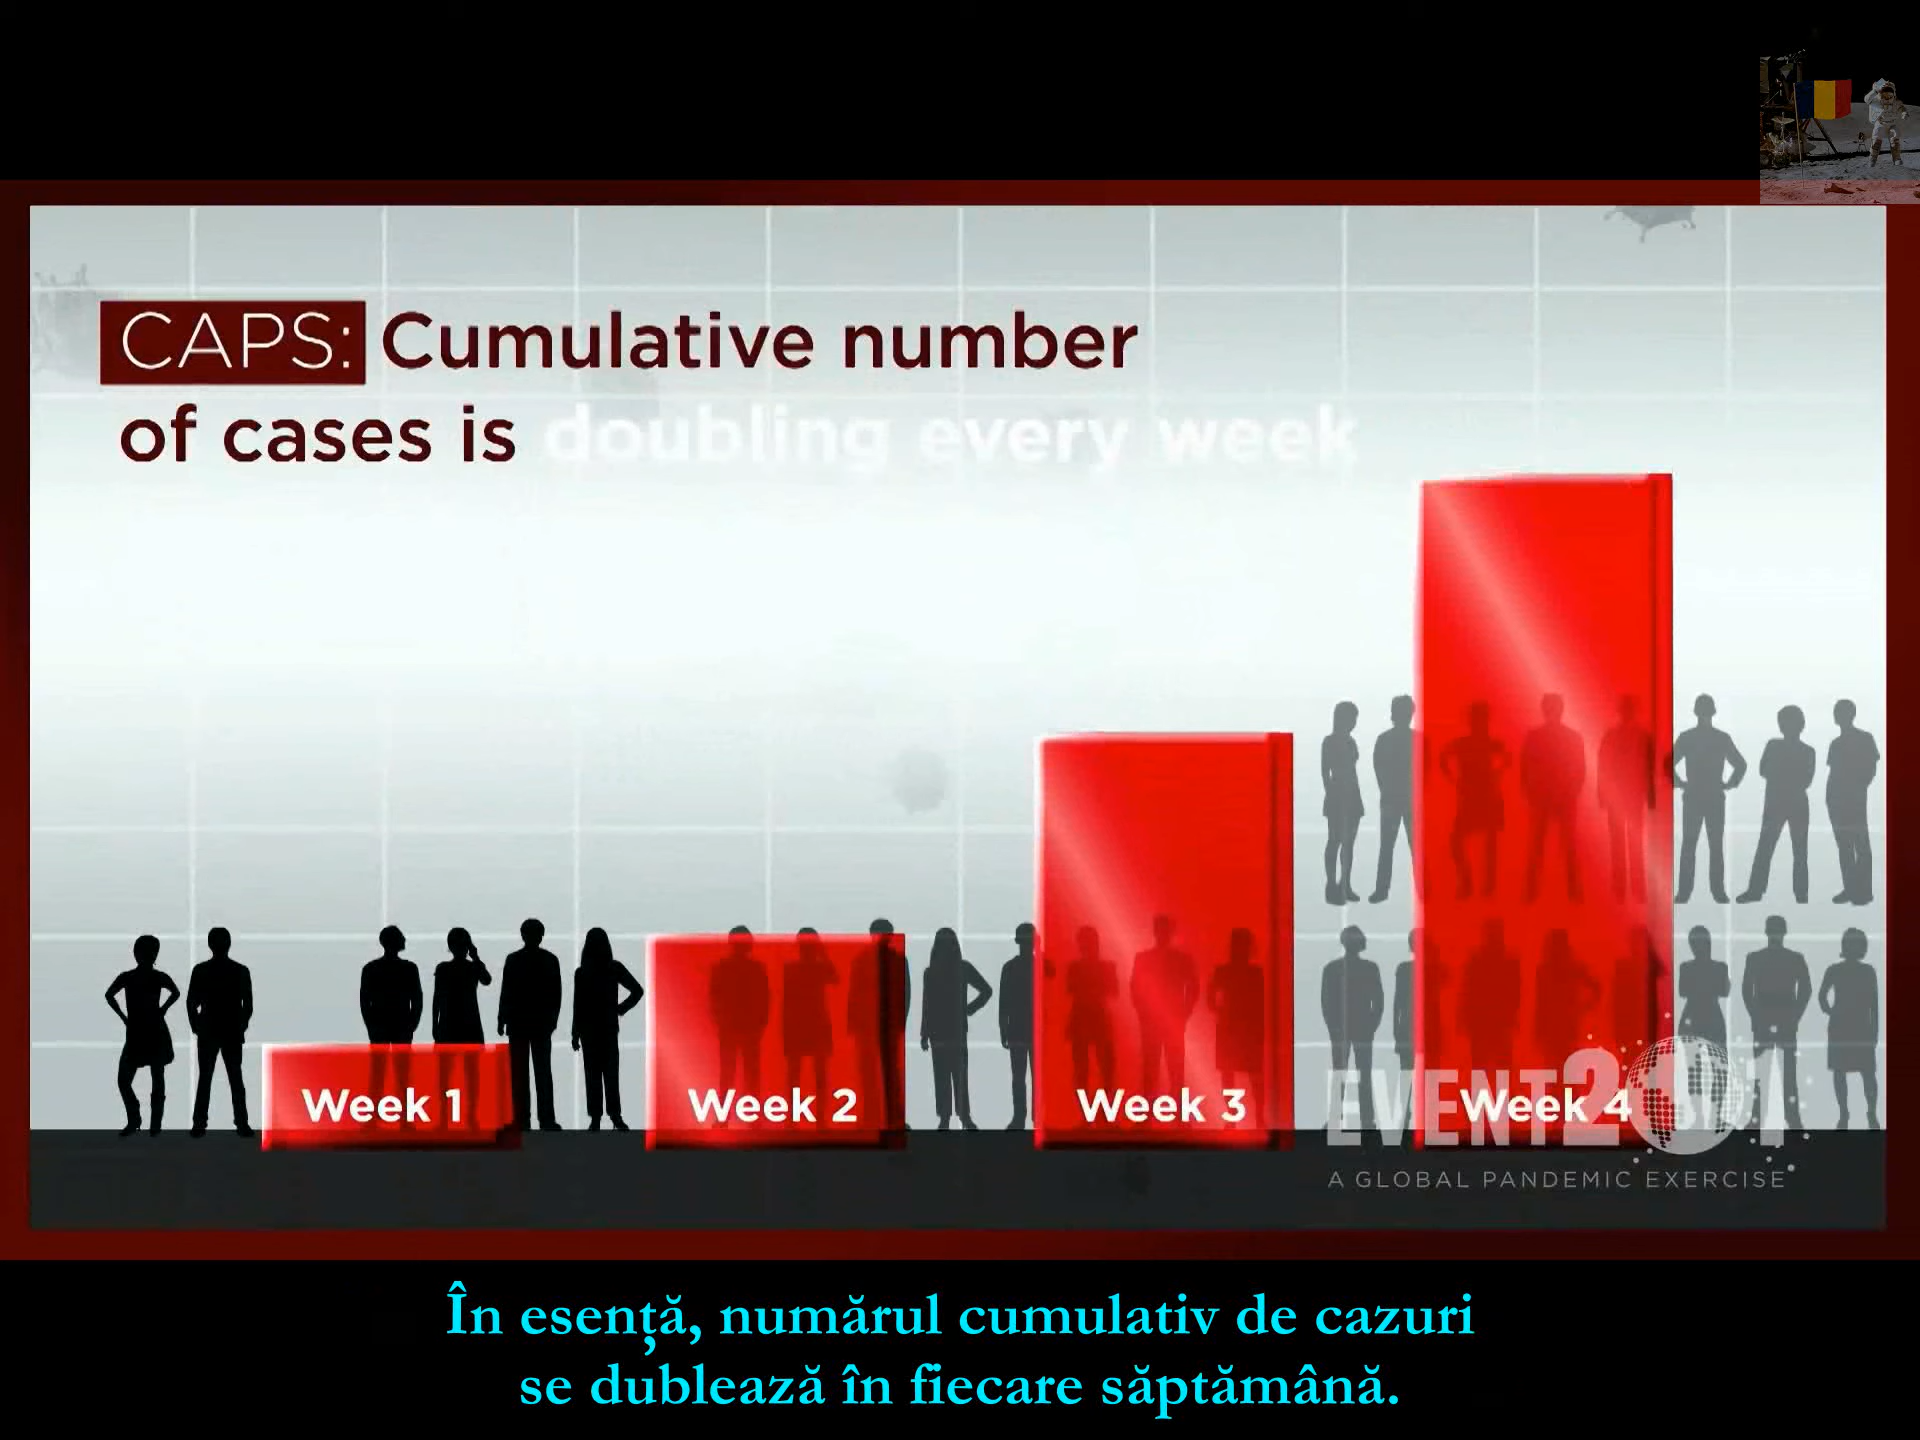 CAPS: Cumulative number
of cases is doubling every week
Week 1
Week 2
Week 3
Week 4
EVENT201
A GLOBAL PANDEMIC EXERCISE
În esență, numărul cumulativ de cazuri
se dublează în fiecare săptămână.